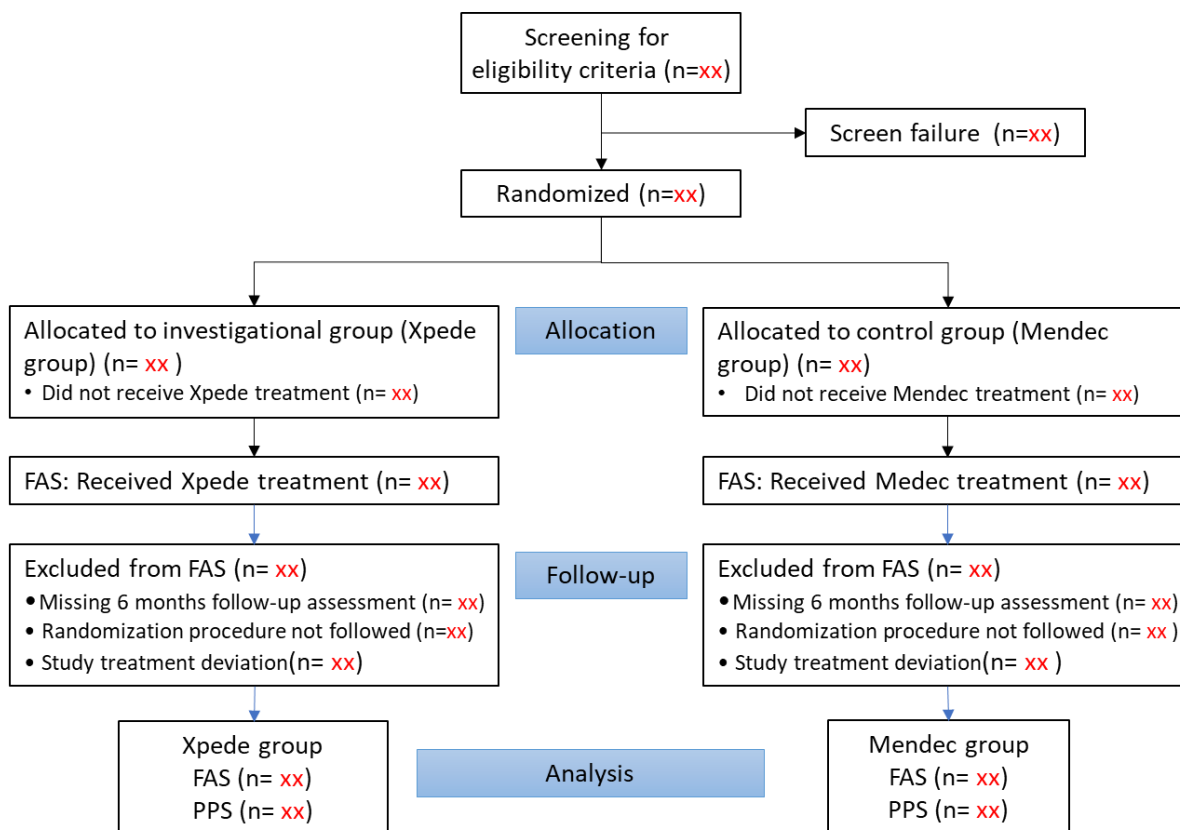 Screening for
eligibility criteria (n=xx)
Screen failure (n=xx)
Randomized (n=xx)
Allocated to investigational group (Xpede
group) (n= xx )
• Did not receive Xpede treatment (n= xx)
Allocation
Allocated to control group (Mendec
group) (n= xx)
• Did not receive Mendec treatment (n= xx)
FAS: Received Xpede treatment (n= xx)
FAS: Received Medec treatment (n= xx)
Excluded from FAS (n= xx)
•Missing 6 months follow-up assessment (n= xx)
• Randomization procedure not followed (n=xx)
• Study treatment deviation(n= xx)
Follow-up
Excluded from FAS (n= xx)
•Missing 6 months follow-up assessment (n= xx)
• Randomization procedure not followed (n= xx )
• Study treatment deviation(n= xx )
Xpede group
FAS (n= xx)
PPS (n= xx)
Analysis
Mendec group
FAS (n= xx)
PPS (n= xx)